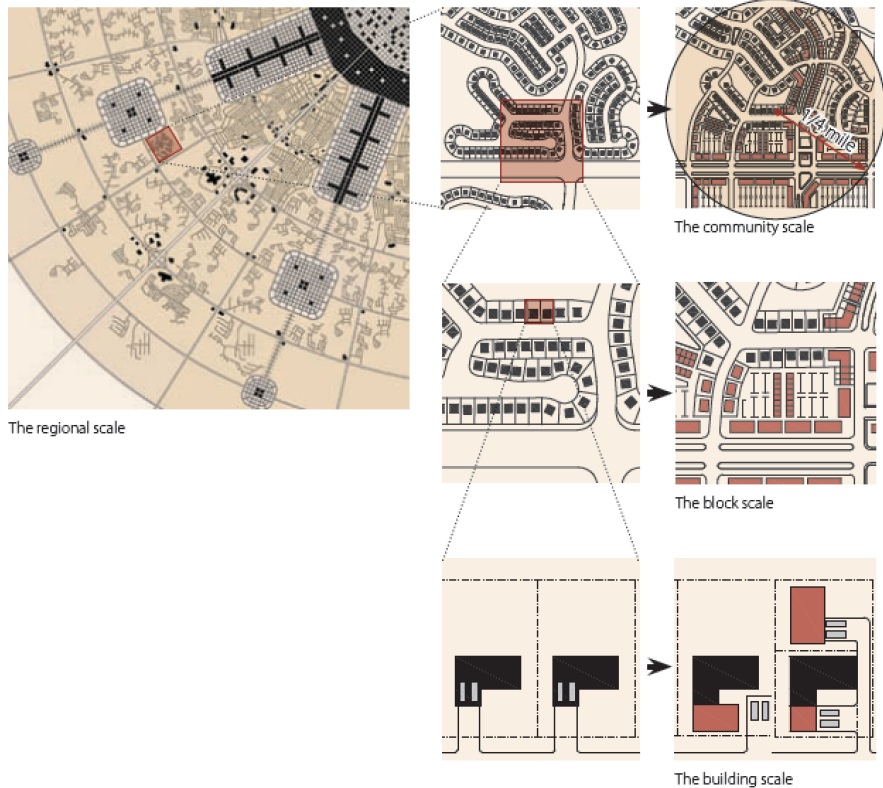 1/4 mile
The community scale
The regional scale
The block scale
The building scale